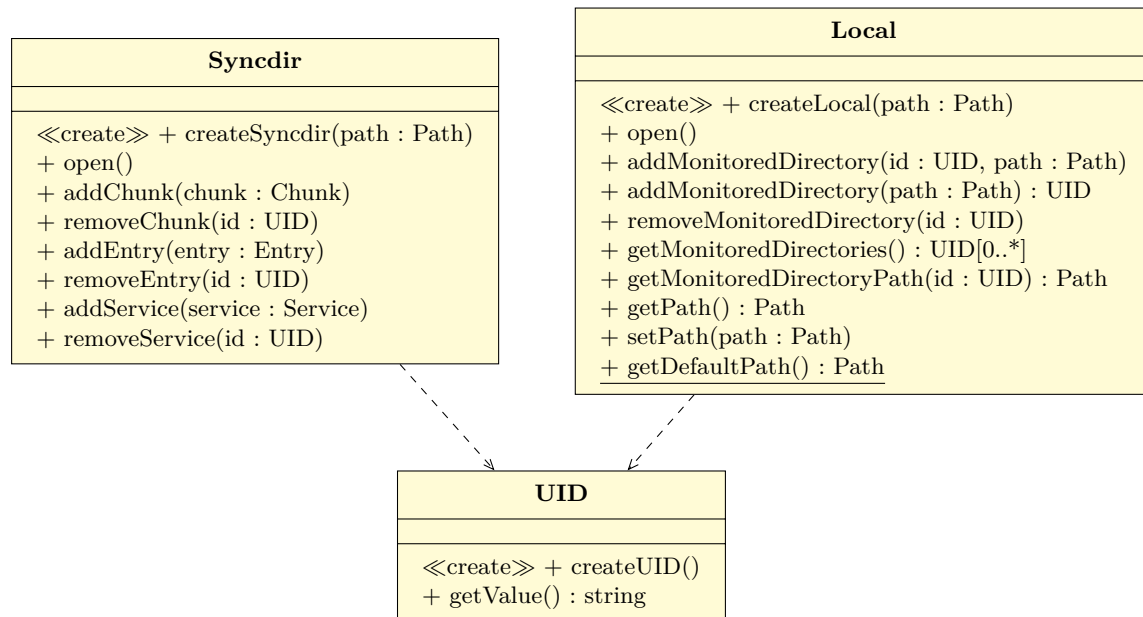 Syncdir
≪create≫ + createSyncdir(path : Path)
+ open()
+ addChunk(chunk : Chunk)
+ removeChunk(id : UID)
+ addEntry(entry : Entry)
+ removeEntry(id : UID)
+ addService(service : Service)
+ removeService(id : UID)
Local
≪create≫ + createLocal(path : Path)
+ open()
+ addMonitoredDirectory(id : UID, path : Path)
+ addMonitoredDirectory(path : Path) : UID
+ removeMonitoredDirectory(id : UID)
+ getMonitoredDirectories() : UID[0..*]
+ getMonitoredDirectoryPath(id : UID) : Path
+ getPath() : Path
+ setPath(path : Path)
+ getDefaultPath() : Path
UID
≪create≫ + createUID()
+ getValue() : string